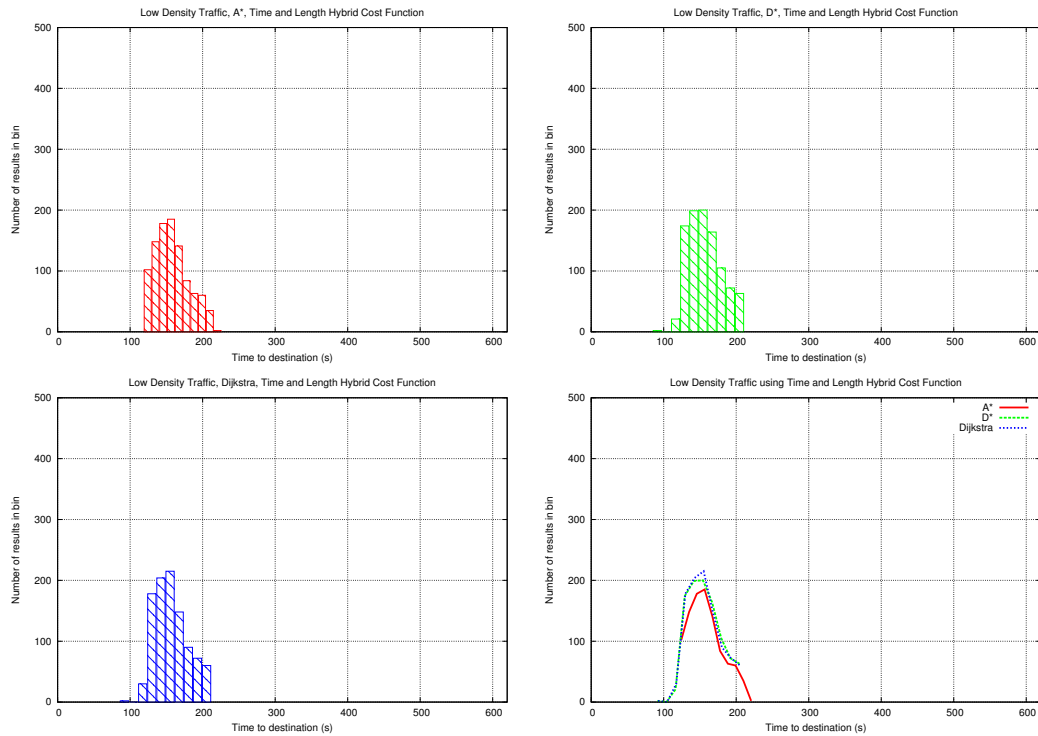 Low Density Traffic, A*, Time and Length Hybrid Cost Function
500
400
300
200
100
0
Number of results in bin
0 100 200 300 400 500 600
Time to destination (s)
Low Density Traffic, D*, Time and Length Hybrid Cost Function
500
400
300
200
100
0
Number of results in bin
0 100 200 300 400 500 600
Time to destination (s)
Low Density Traffic, Dijkstra, Time and Length Hybrid Cost Function
500
400
300
200
100
0
Number of results in bin
0 100 200 300 400 500 600
Time to destination (s)
Low Density Traffic using Time and Length Hybrid Cost Function
A*
D*
Dijkstra
500
400
300
200
100
0
Number of results in bin
0 100 200 300 400 500 600
Time to destination (s)